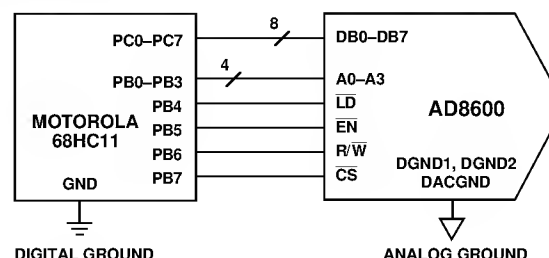 PC0–PC7
8
DB0–DB7
PB0–PB3
4
A0–A3
PB4
LD
MOTOROLA
68HC11
PB5
EN
AD8600
PB6
R/W
PB7
CS
GND
DGND1, DGND2
DACGND
DIGITAL GROUND
ANALOG GROUND